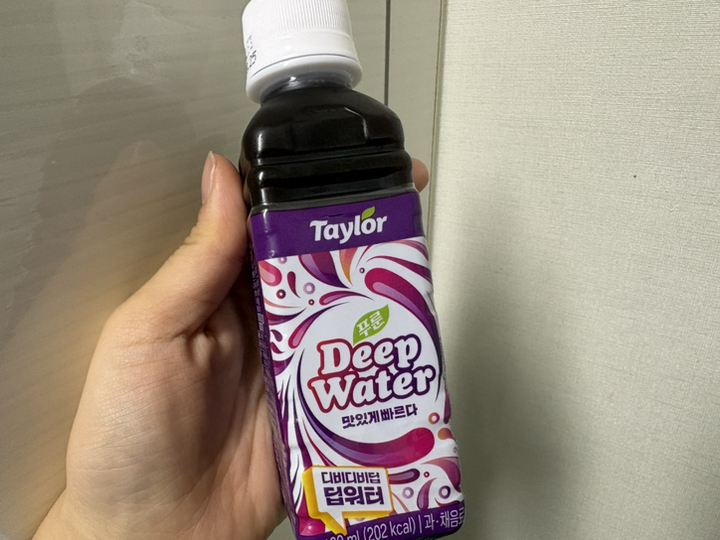 Taylor
푸룬
Deep
Water
맛있게 빠르다
디비디비딥
딥워터
ml (202 kcal) | 과·채음료